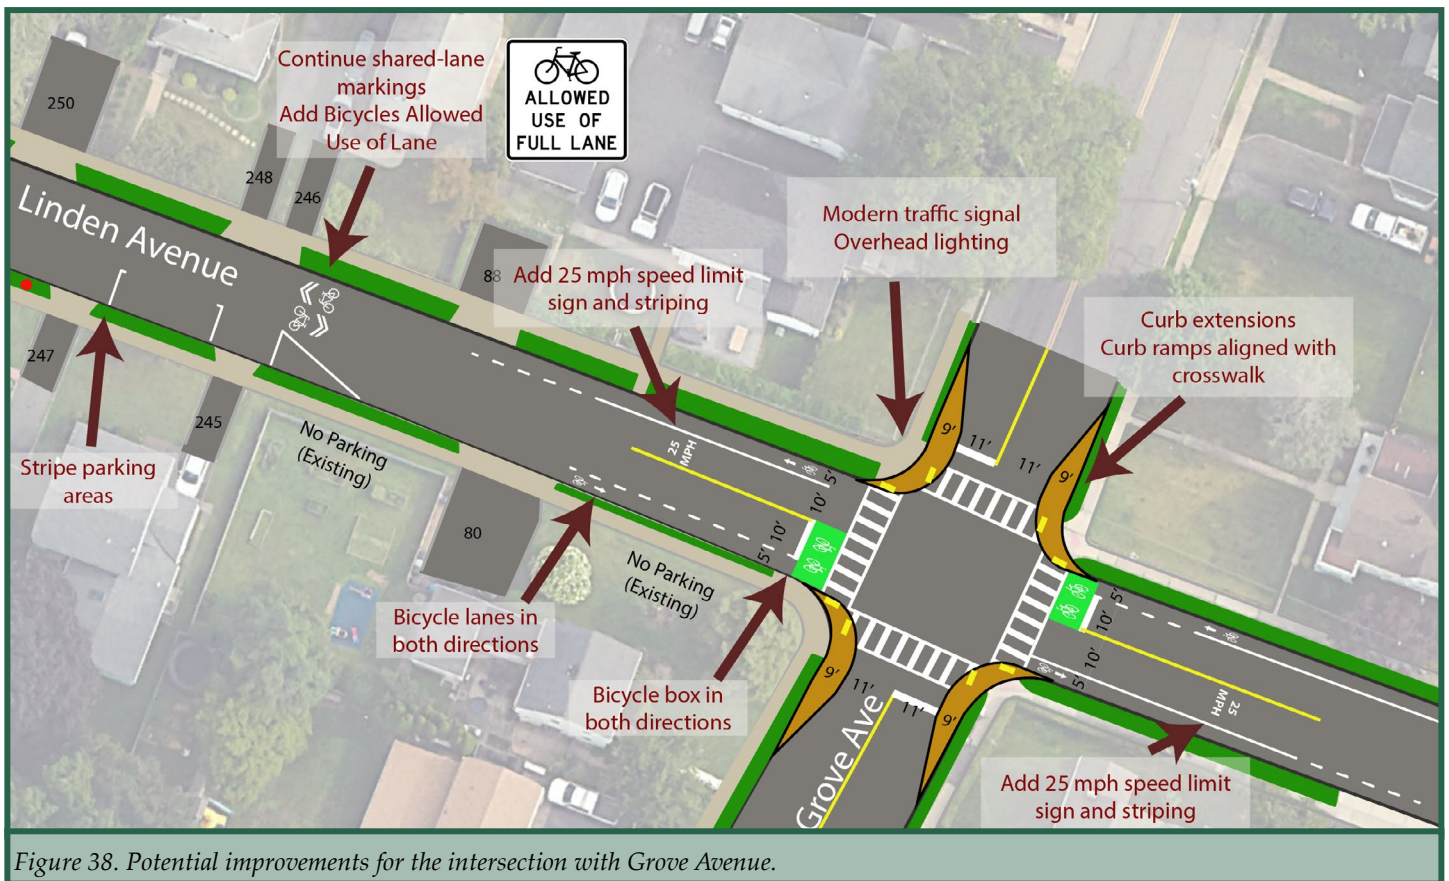 Continue shared-lane
markings
Add Bicycles Allowed
Use of Lane
ALLOWED
USE OF
FULL LANE
250
248
246
Linden Avenue
88
Add 25 mph speed limit
sign and striping
Modern traffic signal
Overhead lighting
Curb extensions
Curb ramps aligned with
crosswalk
247
245
Stripe parking
areas
No Parking
(Existing)
25
MPH
80
No Parking
(Existing)
5'
10'
10'
5'
9'
11'
11'
9'
Bicycle lanes in
both directions
Bicycle box in
both directions
5'
10'
10'
5'
25
MPH
9'
11'
11'
9'
Grove Ave
Add 25 mph speed limit
sign and striping
Figure 38. Potential improvements for the intersection with Grove Avenue.